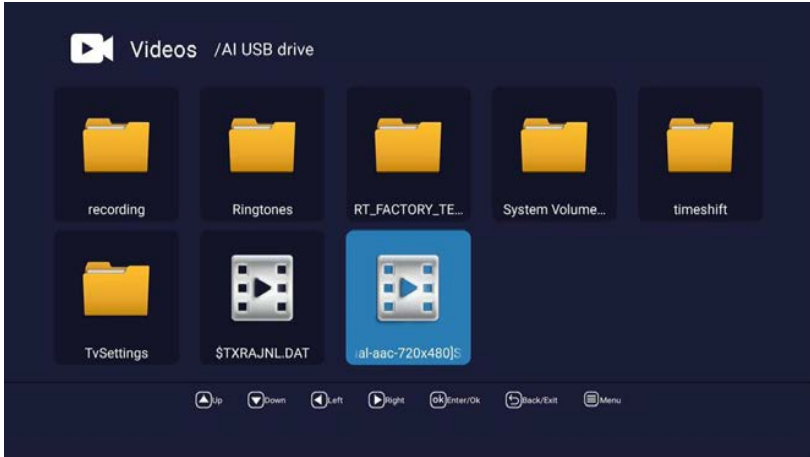 Videos /AI USB drive
recording Ringtones RT_FACTORY_TE... System Volume... timeshift
TvSettings $TXRAJNL.DAT al-aac-720x480]S
Up Down Left Right ok Enter/Ok Back/Exit Menu